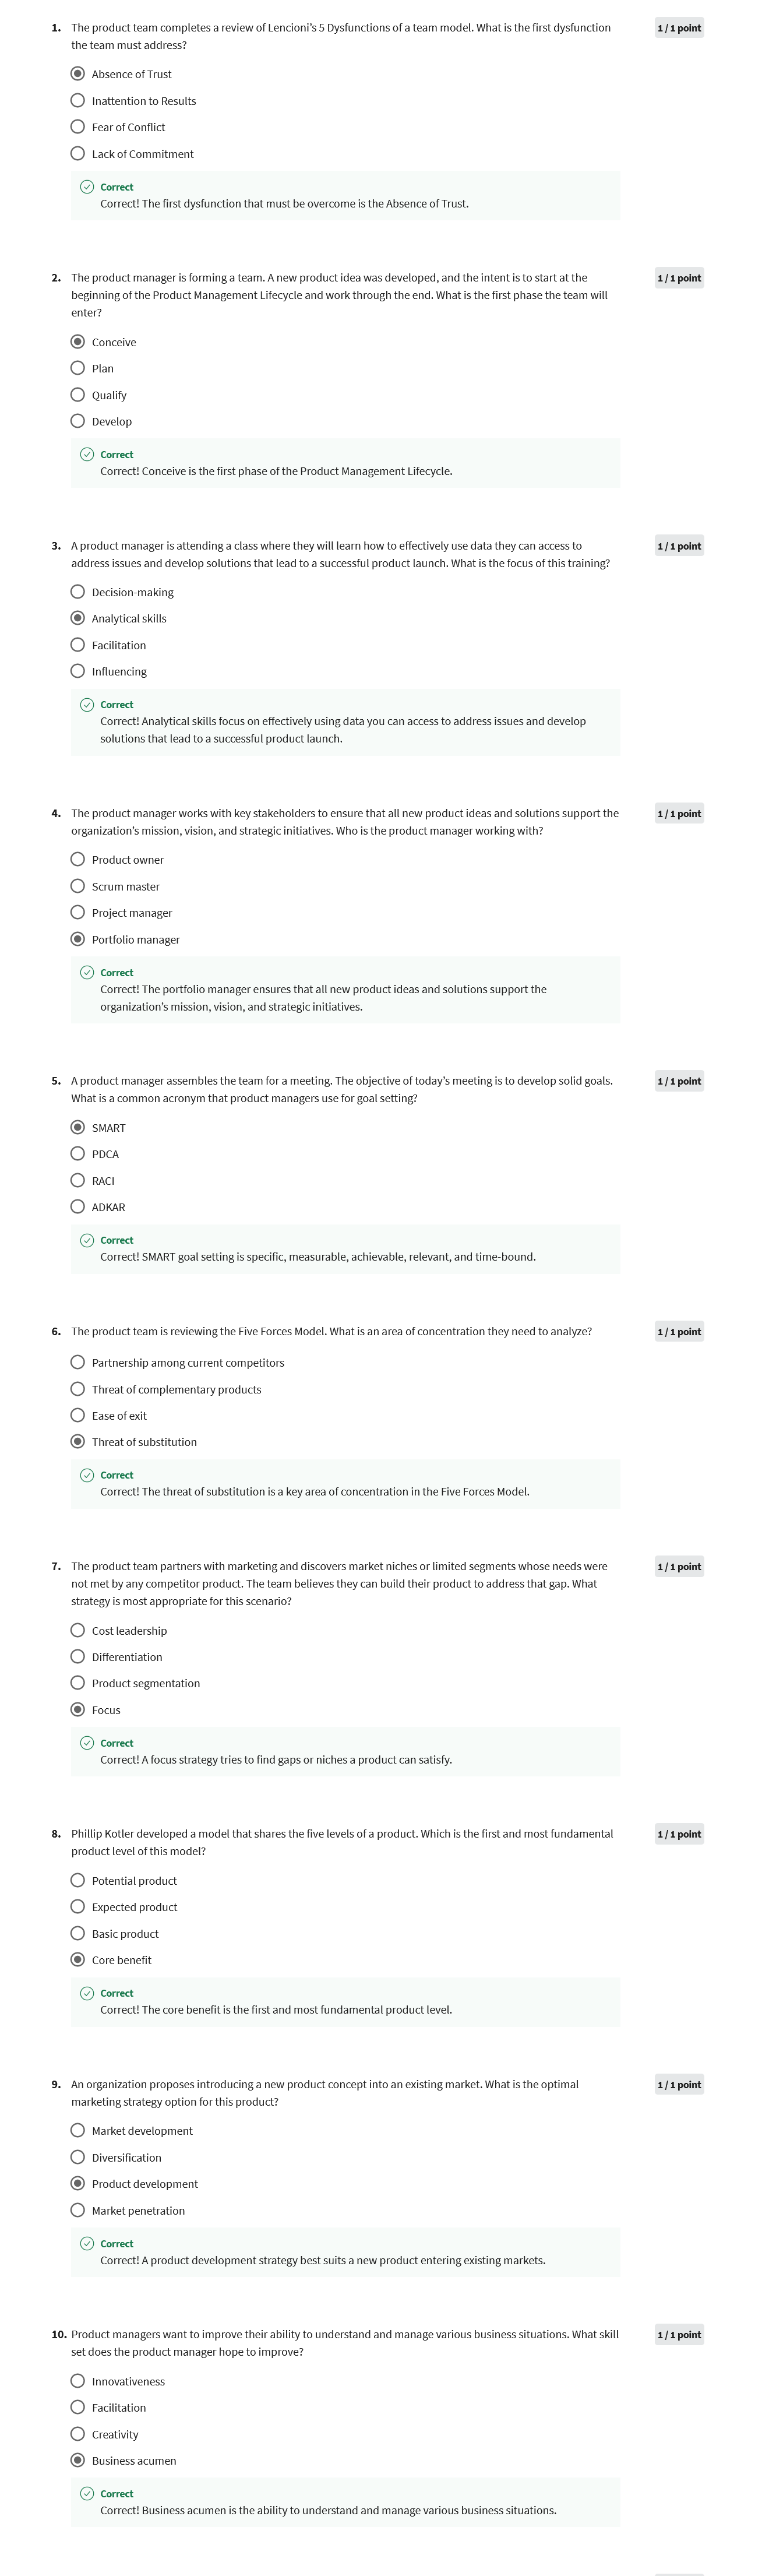 1. The product team completes a review of Lencioni's 5 Dysfunctions of a team model. What is the first dysfunction
the team must address?
1 / 1 point
Absence of Trust
Inattention to Results
Fear of Conflict
Lack of Commitment
Correct
Correct! The first dysfunction that must be overcome is the Absence of Trust.
2. The product manager is forming a team. A new product idea was developed, and the intent is to start at the
beginning of the Product Management Lifecycle and work through the end. What is the first phase the team will
enter?
1 / 1 point
Conceive
Plan
Qualify
Develop
Correct
Correct! Conceive is the first phase of the Product Management Lifecycle.
3. A product manager is attending a class where they will learn how to effectively use data they can access to
address issues and develop solutions that lead to a successful product launch. What is the focus of this training?
1 / 1 point
Decision-making
Analytical skills
Facilitation
Influencing
Correct
Correct! Analytical skills focus on effectively using data you can access to address issues and develop
solutions that lead to a successful product launch.
4. The product manager works with key stakeholders to ensure that all new product ideas and solutions support the
organization's mission, vision, and strategic initiatives. Who is the product manager working with?
1 / 1 point
Product owner
Scrum master
Project manager
Portfolio manager
Correct
Correct! The portfolio manager ensures that all new product ideas and solutions support the
organization's mission, vision, and strategic initiatives.
5. A product manager assembles the team for a meeting. The objective of today's meeting is to develop solid goals.
What is a common acronym that product managers use for goal setting?
1 / 1 point
SMART
PDCA
RACI
ADKAR
Correct
Correct! SMART goal setting is specific, measurable, achievable, relevant, and time-bound.
6. The product team is reviewing the Five Forces Model. What is an area of concentration they need to analyze?
1 / 1 point
Partnership among current competitors
Threat of complementary products
Ease of exit
Threat of substitution
Correct
Correct! The threat of substitution is a key area of concentration in the Five Forces Model.
7. The product team partners with marketing and discovers market niches or limited segments whose needs were
not met by any competitor product. The team believes they can build their product to address that gap. What
strategy is most appropriate for this scenario?
1 / 1 point
Cost leadership
Differentiation
Product segmentation
Focus
Correct
Correct! A focus strategy tries to find gaps or niches a product can satisfy.
8. Phillip Kotler developed a model that shares the five levels of a product. Which is the first and most fundamental
product level of this model?
1 / 1 point
Potential product
Expected product
Basic product
Core benefit
Correct
Correct! The core benefit is the first and most fundamental product level.
9. An organization proposes introducing a new product concept into an existing market. What is the optimal
marketing strategy option for this product?
1 / 1 point
Market development
Diversification
Product development
Market penetration
Correct
Correct! A product development strategy best suits a new product entering existing markets.
10. Product managers want to improve their ability to understand and manage various business situations. What skill
set does the product manager hope to improve?
1 / 1 point
Innovativeness
Facilitation
Creativity
Business acumen
Correct
Correct! Business acumen is the ability to understand and manage various business situations.